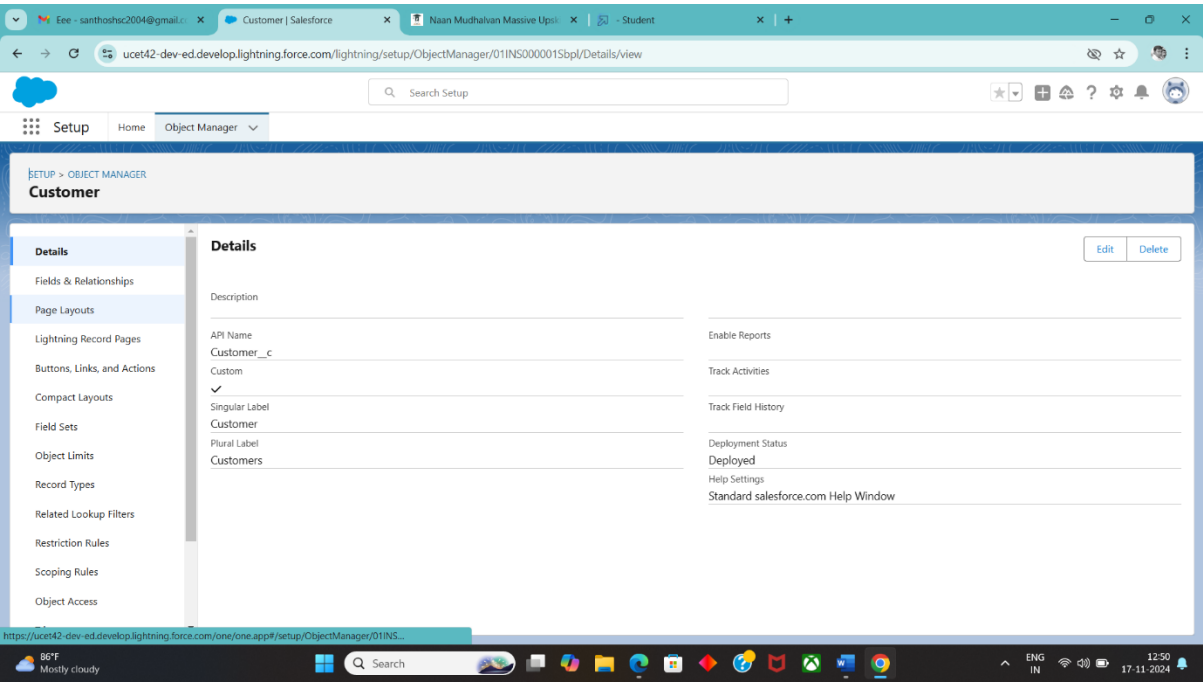 Eee - santhoshsc2004@gmail.c
Customer | Salesforce
Naan Mudhalvan Massive Upski
- Student
ucet42-dev-ed.develop.lightning.force.com/lightning/setup/ObjectManager/01INS000001Sbpl/Details/view
Search Setup
Setup
Home
Object Manager
SETUP > OBJECT MANAGER
Customer
Details
Fields & Relationships
Page Layouts
Lightning Record Pages
Buttons, Links, and Actions
Compact Layouts
Field Sets
Object Limits
Record Types
Related Lookup Filters
Restriction Rules
Scoping Rules
Object Access
Details
Edit
Delete
Description
API Name
Customer__c
Custom
Singular Label
Customer
Plural Label
Customers
Enable Reports
Track Activities
Track Field History
Deployment Status
Deployed
Help Settings
Standard salesforce.com Help Window
https://ucet42-dev-ed.develop.lightning.force.com/one/one.app#/setup/ObjectManager/01INS...
86°F
Mostly cloudy
Search
ENG
IN
12:50
17-11-2024